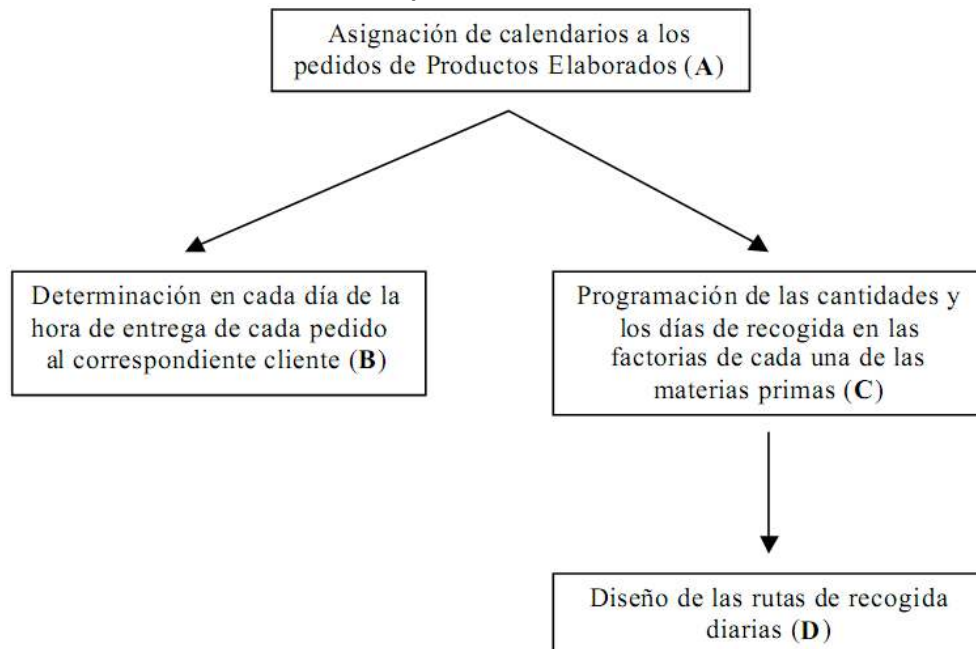 Asignación de calendarios a los
pedidos de Productos Elaborados (A)
Determinación en cada día de la
hora de entrega de cada pedido
al correspondiente cliente (B)
Programación de las cantidades y
los días de recogida en las
factorias de cada una de las
materias primas (C)
Diseño de las rutas de recogida
diarias (D)